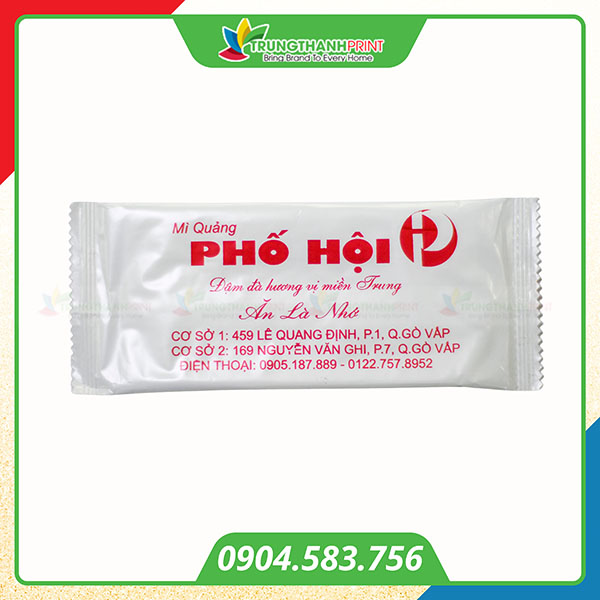 TRUNGTHANHPRINT
Bring Brand To Every Home
Mì Quảng
PHỐ HỘI
Đậm đà hương vị miền Trung
Ăn Là Nhớ
CƠ SỞ 1: 459 LÊ QUANG ĐỊNH, P.1, Q.GÒ VẤP
CƠ SỞ 2: 169 NGUYỄN VĂN GHI, P.7, Q.GÒ VẤP
ĐIỆN THOẠI: 0905.187.889 - 0122.757.8952
0904.583.756